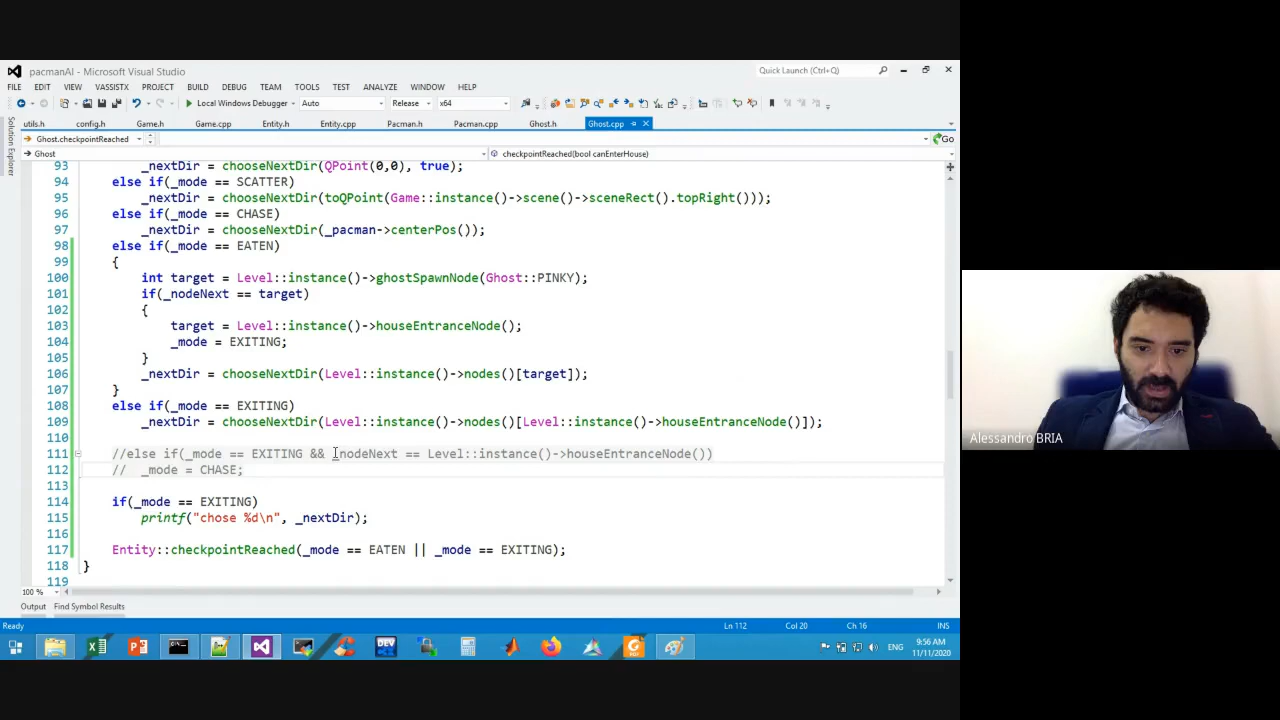 pacmanAI - Microsoft Visual Studio
Quick Launch (Ctrl+Q)
FILE EDIT VIEW VASSISTX PROJECT BUILD DEBUG TEAM TOOLS TEST ANALYZE WINDOW HELP
Local Windows Debugger Auto Release x64
utils.h config.h Game.h Game.cpp Entity.h Entity.cpp Pacman.h Pacman.cpp Ghost.h Ghost.cpp
Ghost.checkpointReached Go
Ghost checkpointReached(bool canEnterHouse)
Solution Explorer
93 _nextDir = chooseNextDir(QPoint(0,0), true);
94 else if(_mode == SCATTER)
95 _nextDir = chooseNextDir(toQPoint(Game::instance()->scene()->sceneRect().topRight()));
96 else if(_mode == CHASE)
97 _nextDir = chooseNextDir(_pacman->centerPos());
98 else if(_mode == EATEN)
99 {
100 int target = Level::instance()->ghostSpawnNode(Ghost::PINKY);
101 if(_nodeNext == target)
102 {
103 target = Level::instance()->houseEntranceNode();
104 _mode = EXITING;
105 }
106 _nextDir = chooseNextDir(Level::instance()->nodes()[target]);
107 }
108 else if(_mode == EXITING)
109 _nextDir = chooseNextDir(Level::instance()->nodes()[Level::instance()->houseEntranceNode()]);
110
111 //else if(_mode == EXITING && _nodeNext == Level::instance()->houseEntranceNode())
112 // _mode = CHASE;
113
114 if(_mode == EXITING)
115 printf("chose %d\n", _nextDir);
116
117 Entity::checkpointReached(_mode == EATEN || _mode == EXITING);
118 }
119
100 %
Output Find Symbol Results
Ready Ln 112 Col 20 Ch 16 INS
DEV
PDF
ENG
9:56 AM
11/11/2020
Alessandro BRIA